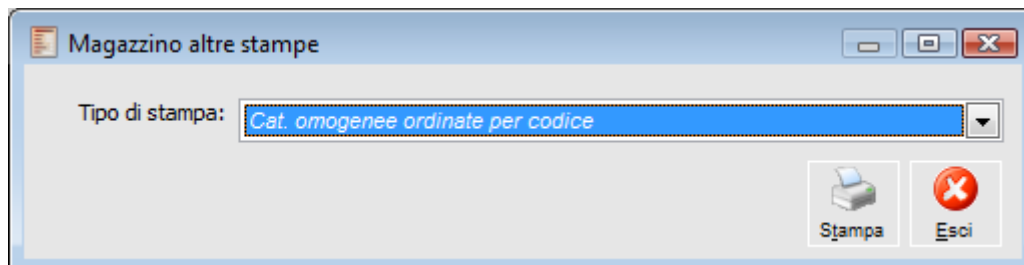 Magazzino altre stampe
Tipo di stampa: Cat. omogenee ordinate per codice
Stampa Esci